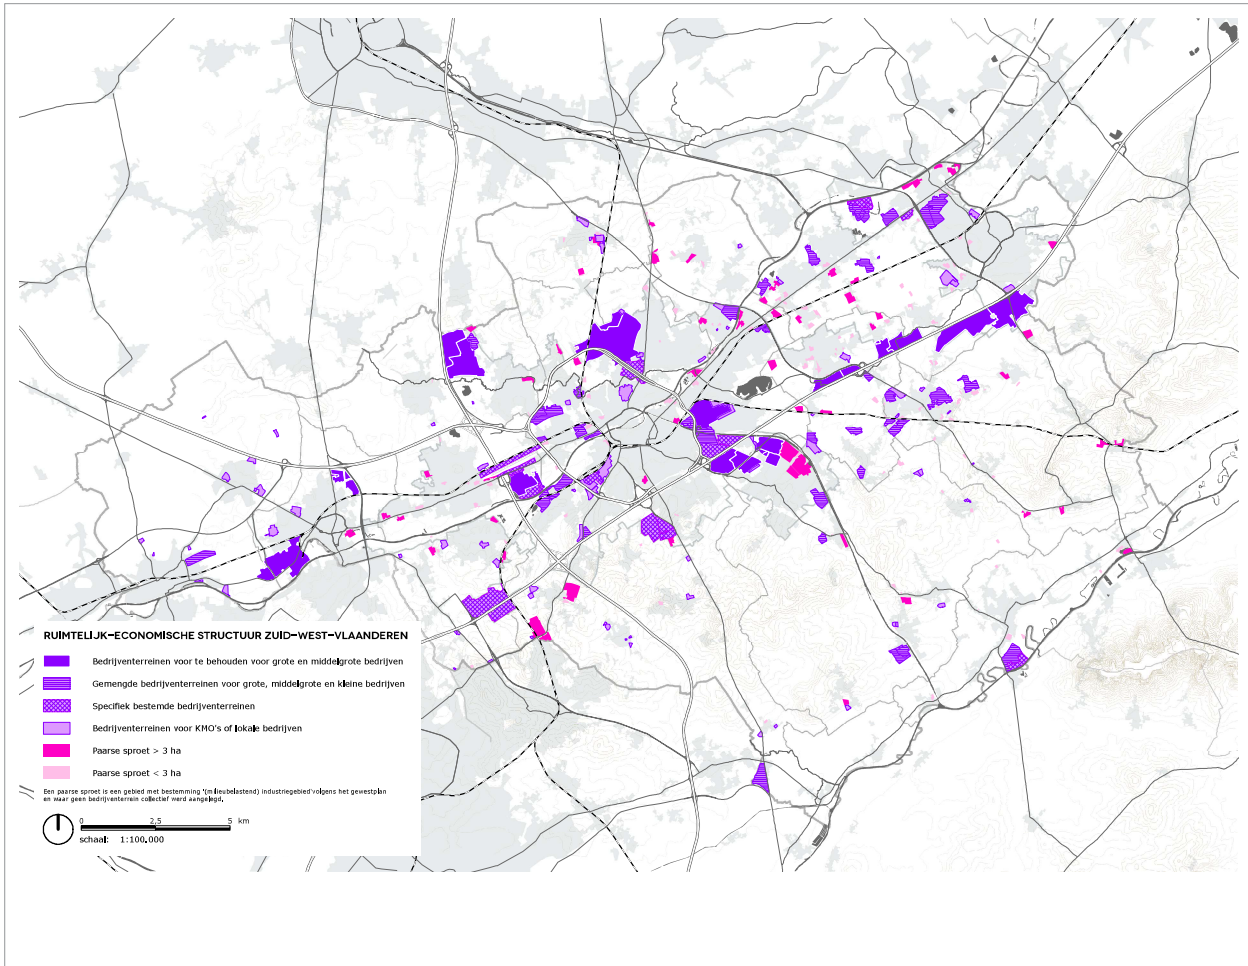 RUIMTELIJK-ECONOMISCHE STRUCTUUR ZUID-WEST-VLAANDEREN
Bedrijventerreinen voor te behouden voor grote en middelgrote bedrijven
Gemengde bedrijventerreinen voor grote, middelgrote en kleine bedrijven
Specifiek bestemde bedrijventerreinen
Bedrijventerreinen voor KMO's of lokale bedrijven
Paarse sproet > 3 ha
Paarse sproet < 3 ha
Een paarse sproet is een gebied met bestemming '(milieubelastend) industriegebied'volgens het gewestplan
en waar geen bedrijventerrein collectief werd aangelegd.
0 2,5 5 km
schaal: 1:100.000